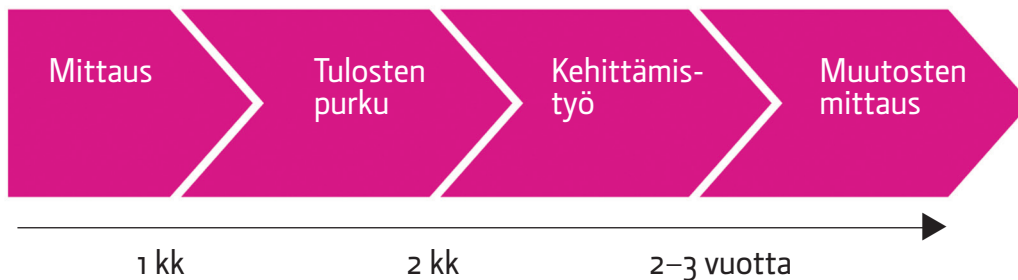 Mittaus
Tulosten
purku
Kehittämis-
työ
Muutosten
mittaus
1 kk
2 kk
2–3 vuotta